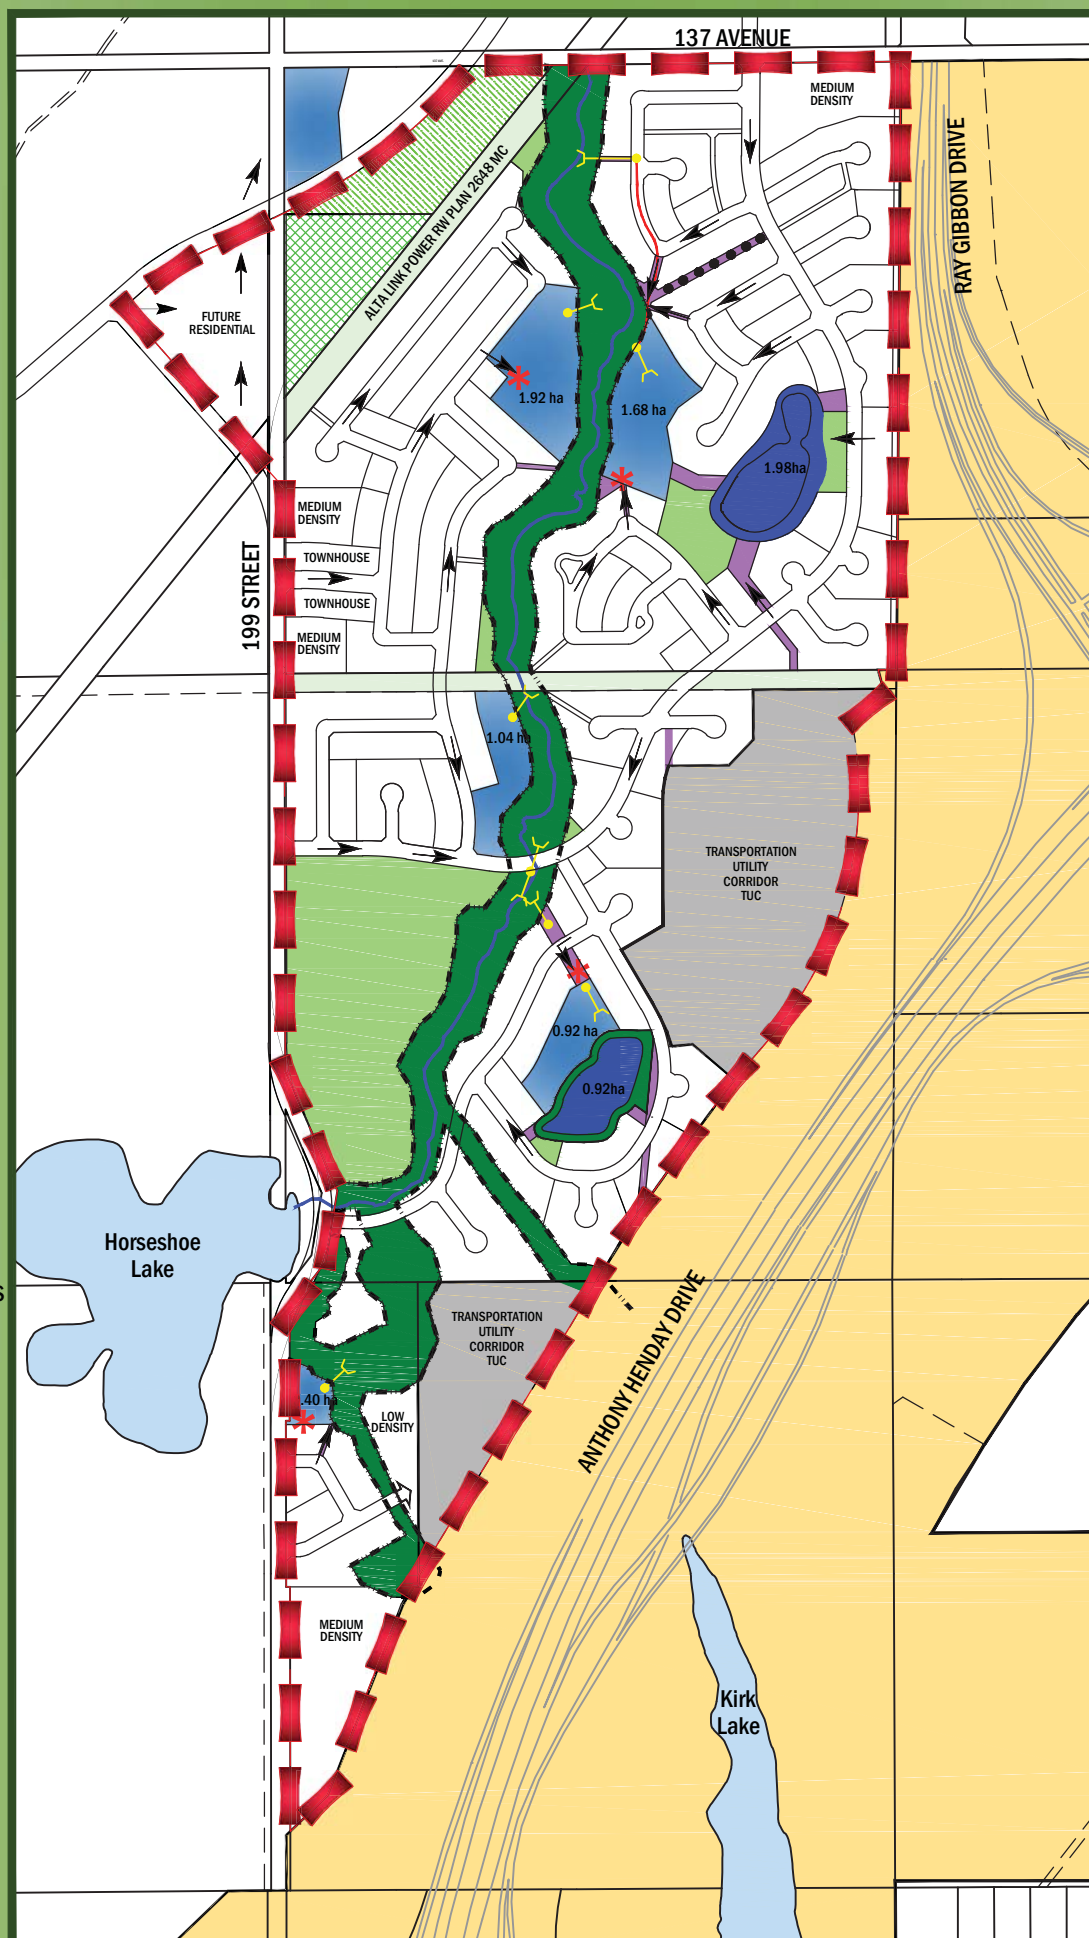 137 AVENUE
MEDIUM
DENSITY
RAY GIBBON DRIVE
ALTA LINK POWER RW PLAN 2648 MC
FUTURE
RESIDENTIAL
1.92 ha
1.68 ha
1.98ha
MEDIUM
DENSITY
TOWNHOUSE
199 STREET
TOWNHOUSE
MEDIUM
DENSITY
1.04 ha
TRANSPORTATION
UTILITY
CORRIDOR
TUC
0.92 ha
0.92ha
Horseshoe
Lake
S
TRANSPORTATION
UTILITY
CORRIDOR
TUC
ANTHONY HENDAY DRIVE
.40 ha
LOW
DENSITY
MEDIUM
DENSITY
Kirk
Lake